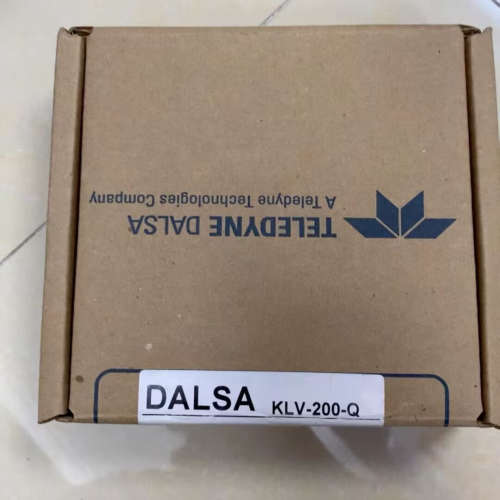 TELEDYNE DALSA
A Teledyne Technologies Company
DALSA KLV-200-Q